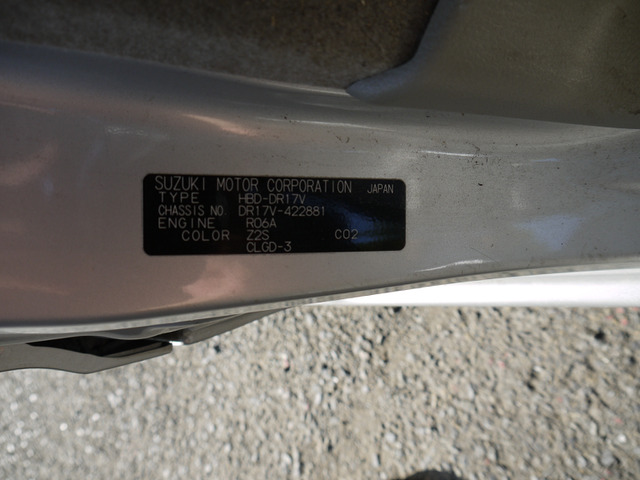 SUZUKI MOTOR CORPORATION JAPAN
TYPE HBD-DR17V
CHASSIS NO DR17V-422881
ENGINE R06A
COLOR Z2S C02
CLGD-3